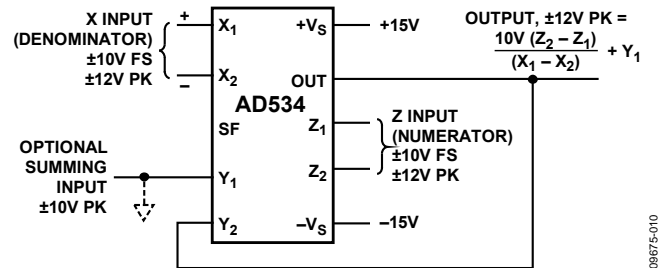 X INPUT
(DENOMINATOR)
±10V FS
±12V PK
+
–
OPTIONAL
SUMMING
INPUT
±10V PK
X1
X2
SF
Y1
Y2
AD534
+VS
OUT
Z1
Z2
–VS
+15V
Z INPUT
(NUMERATOR)
±10V FS
±12V PK
–15V
OUTPUT, ±12V PK =
10V (Z2 – Z1)
(X1 – X2)
+ Y1
09675-010